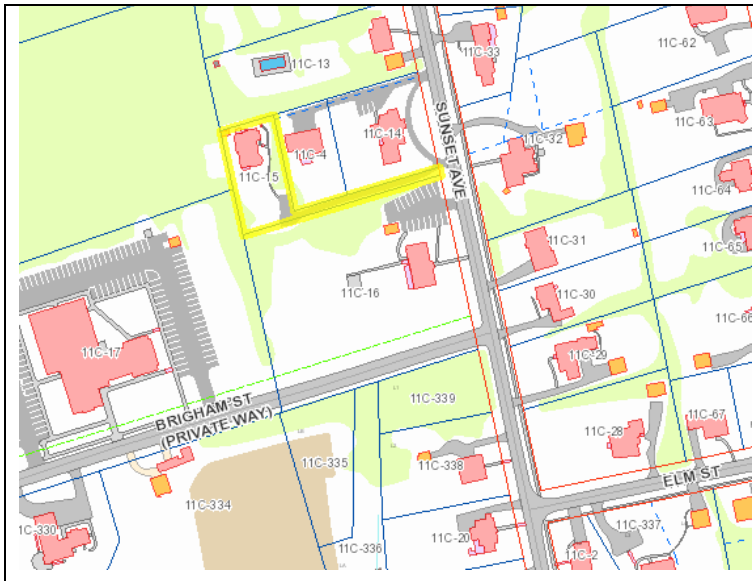 11C-62
11C-33
11C-13
11C-63
11C-14
SUNSET AVE
11C-4
11C-32
11C-15
11C-64
11C-31
11C-65
11C-16
11C-30
11C-66
11C-29
11C-17
11C-339
BRIGHAM ST
(PRIVATE WAY)
11C-67
11C-28
11C-335
11C-338
ELM ST
11C-334
11C-330
11C-337
11C-20
11C-336
11C-2